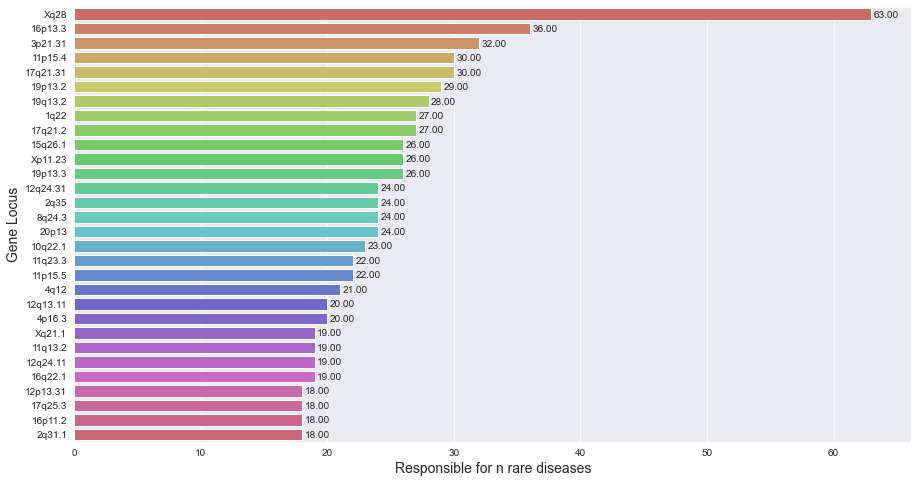 Xq28 63.00
16p13.3 36.00
3p21.31 32.00
11p15.4 30.00
17q21.31 30.00
19p13.2 29.00
19q13.2 28.00
1q22 27.00
17q21.2 27.00
15q26.1 26.00
Xp11.23 26.00
19p13.3 26.00
12q24.31 24.00
2q35 24.00
8q24.3 24.00
20p13 24.00
10q22.1 23.00
11q23.3 22.00
11p15.5 22.00
4q12 21.00
12q13.11 20.00
4p16.3 20.00
Xq21.1 19.00
11q13.2 19.00
12q24.11 19.00
16q22.1 19.00
12p13.31 18.00
17q25.3 18.00
16p11.2 18.00
2q31.1 18.00
Gene Locus
0 10 20 30 40 50 60
Responsible for n rare diseases